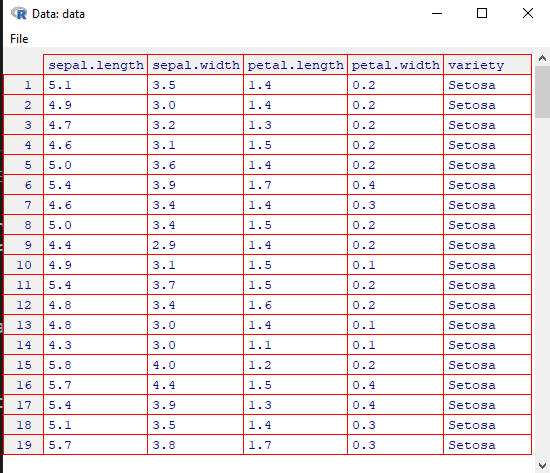 Data: data
File
sepal.length sepal.width petal.length petal.width variety
1 5.1 3.5 1.4 0.2 Setosa
2 4.9 3.0 1.4 0.2 Setosa
3 4.7 3.2 1.3 0.2 Setosa
4 4.6 3.1 1.5 0.2 Setosa
5 5.0 3.6 1.4 0.2 Setosa
6 5.4 3.9 1.7 0.4 Setosa
7 4.6 3.4 1.4 0.3 Setosa
8 5.0 3.4 1.5 0.2 Setosa
9 4.4 2.9 1.4 0.2 Setosa
10 4.9 3.1 1.5 0.1 Setosa
11 5.4 3.7 1.5 0.2 Setosa
12 4.8 3.4 1.6 0.2 Setosa
13 4.8 3.0 1.4 0.1 Setosa
14 4.3 3.0 1.1 0.1 Setosa
15 5.8 4.0 1.2 0.2 Setosa
16 5.7 4.4 1.5 0.4 Setosa
17 5.4 3.9 1.3 0.4 Setosa
18 5.1 3.5 1.4 0.3 Setosa
19 5.7 3.8 1.7 0.3 Setosa